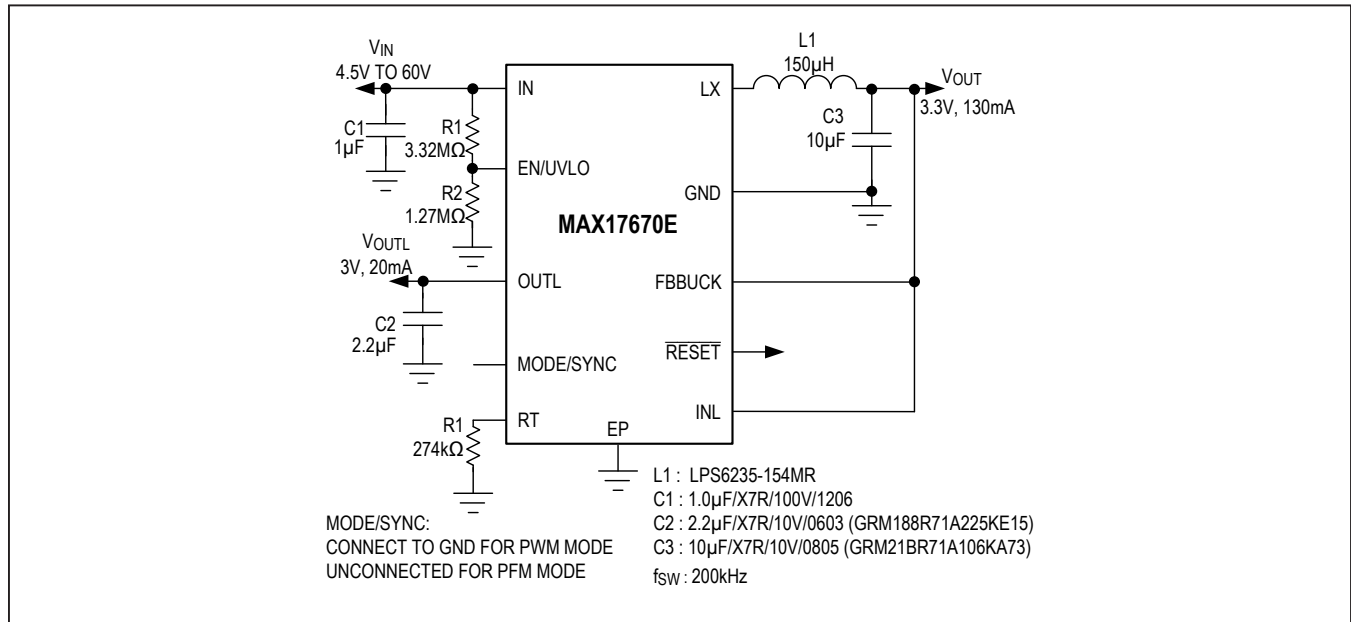 VIN
4.5V TO 60V
C1
1µF
R1
3.32MΩ
R2
1.27MΩ
VOUTL
3V, 20mA
C2
2.2µF
R1
274kΩ
IN
EN/UVLO
OUTL
MODE/SYNC
RT
MAX17670E
EP
LX
GND
FBBUCK
RESET
INL
L1
150µH
C3
10µF
VOUT
3.3V, 130mA
MODE/SYNC:
CONNECT TO GND FOR PWM MODE
UNCONNECTED FOR PFM MODE
L1 : LPS6235-154MR
C1 : 1.0µF/X7R/100V/1206
C2 : 2.2µF/X7R/10V/0603 (GRM188R71A225KE15)
C3 : 10µF/X7R/10V/0805 (GRM21BR71A106KA73)
fSW : 200kHz